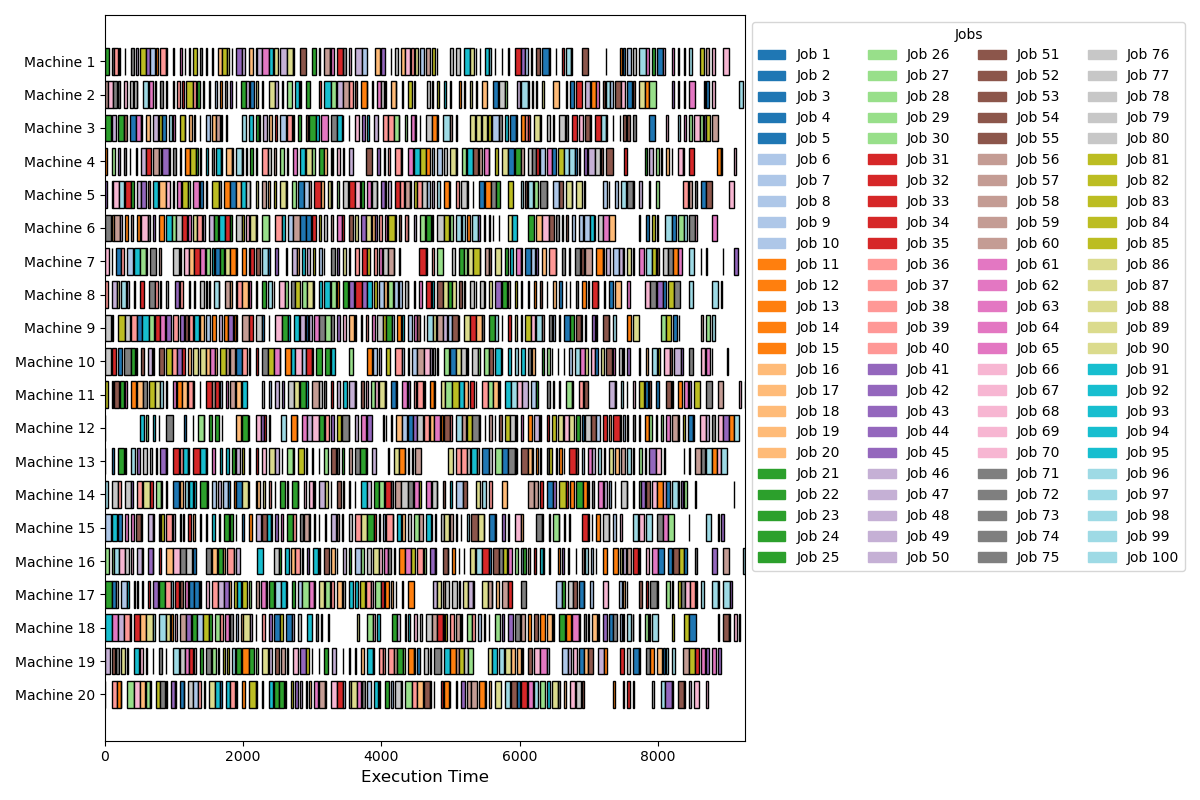 Machine 1
Machine 2
Machine 3
Machine 4
Machine 5
Machine 6
Machine 7
Machine 8
Machine 9
Machine 10
Machine 11
Machine 12
Machine 13
Machine 14
Machine 15
Machine 16
Machine 17
Machine 18
Machine 19
Machine 20
0 2000 4000 6000 8000
Execution Time
Jobs
Job 1 Job 26 Job 51 Job 76
Job 2 Job 27 Job 52 Job 77
Job 3 Job 28 Job 53 Job 78
Job 4 Job 29 Job 54 Job 79
Job 5 Job 30 Job 55 Job 80
Job 6 Job 31 Job 56 Job 81
Job 7 Job 32 Job 57 Job 82
Job 8 Job 33 Job 58 Job 83
Job 9 Job 34 Job 59 Job 84
Job 10 Job 35 Job 60 Job 85
Job 11 Job 36 Job 61 Job 86
Job 12 Job 37 Job 62 Job 87
Job 13 Job 38 Job 63 Job 88
Job 14 Job 39 Job 64 Job 89
Job 15 Job 40 Job 65 Job 90
Job 16 Job 41 Job 66 Job 91
Job 17 Job 42 Job 67 Job 92
Job 18 Job 43 Job 68 Job 93
Job 19 Job 44 Job 69 Job 94
Job 20 Job 45 Job 70 Job 95
Job 21 Job 46 Job 71 Job 96
Job 22 Job 47 Job 72 Job 97
Job 23 Job 48 Job 73 Job 98
Job 24 Job 49 Job 74 Job 99
Job 25 Job 50 Job 75 Job 100